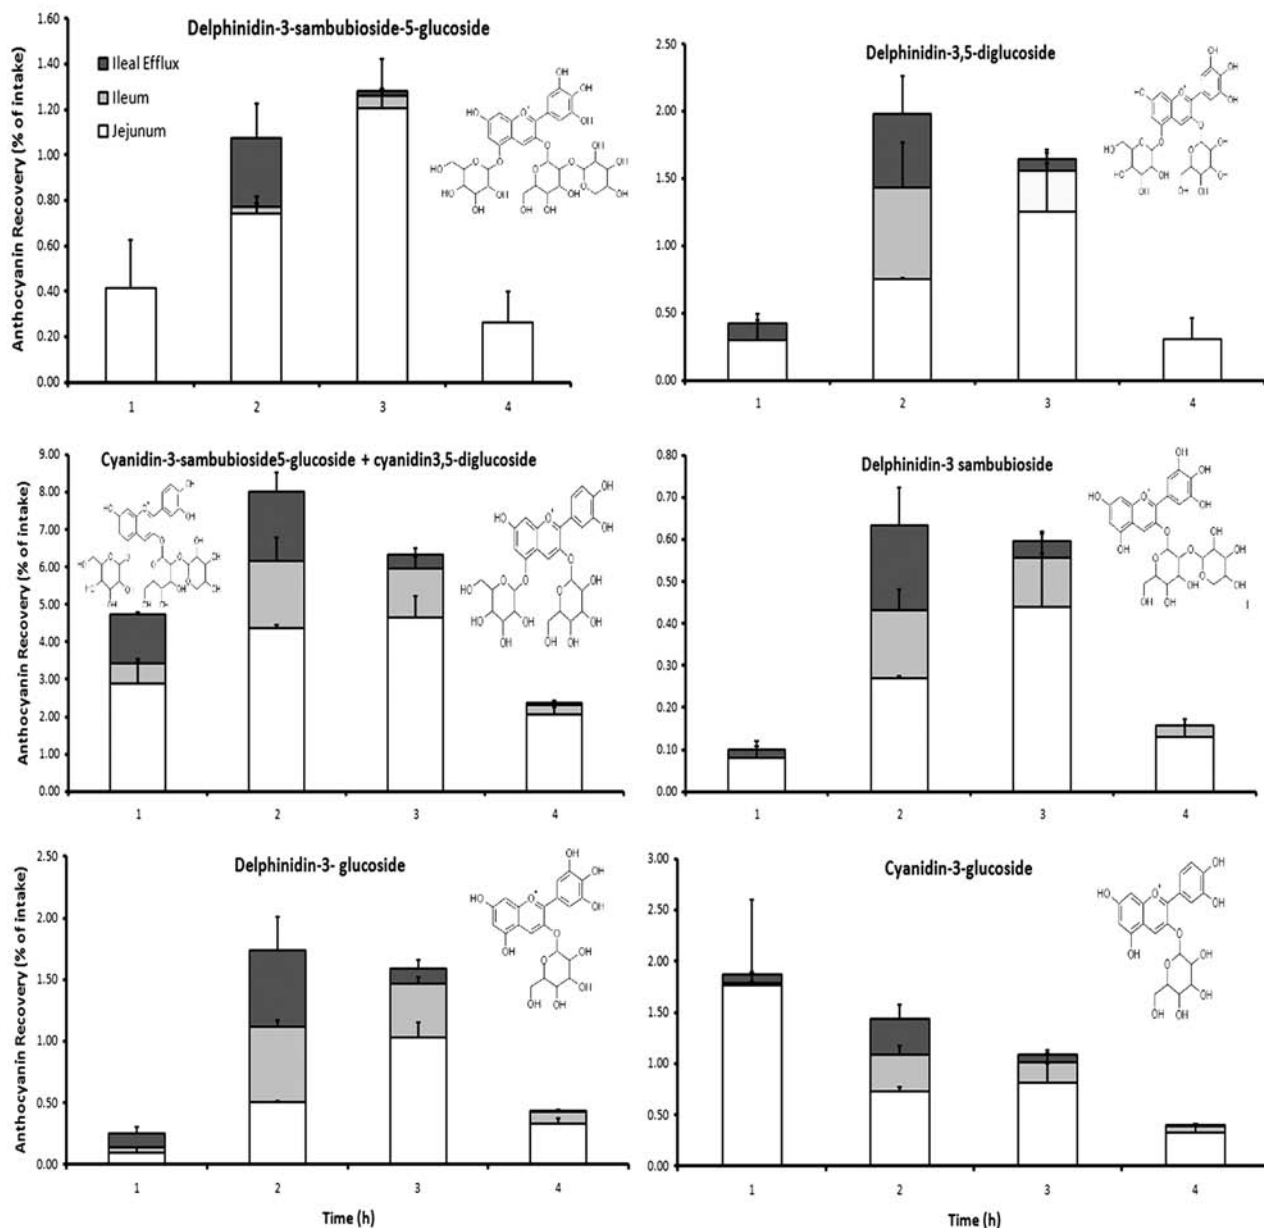 Delphinidin-3-sambubioside-5-glucoside
Anthocyanin Recovery (% of intake)
1.60
1.40
1.20
1.00
0.80
0.60
0.40
0.20
0.00
Ileal Efflux
Ileum
Jejunum
1 2 3 4
Delphinidin-3,5-diglucoside
2.50
2.00
1.50
1.00
0.50
0.00
1 2 3 4
Cyanidin-3-sambubioside5-glucoside + cyanidin3,5-diglucoside
Anthocyanin Recovery (% of intake)
9.00
8.00
7.00
6.00
5.00
4.00
3.00
2.00
1.00
0.00
1 2 3 4
Delphinidin-3 sambubioside
0.80
0.70
0.60
0.50
0.40
0.30
0.20
0.10
0.00
1 2 3 4
Delphinidin-3- glucoside
Anthocyanin Recovery (% of intake)
2.50
2.00
1.50
1.00
0.50
0.00
1 2 3 4
Time (h)
Cyanidin-3-glucoside
3.00
2.50
2.00
1.50
1.00
0.50
0.00
1 2 3 4
Time (h)